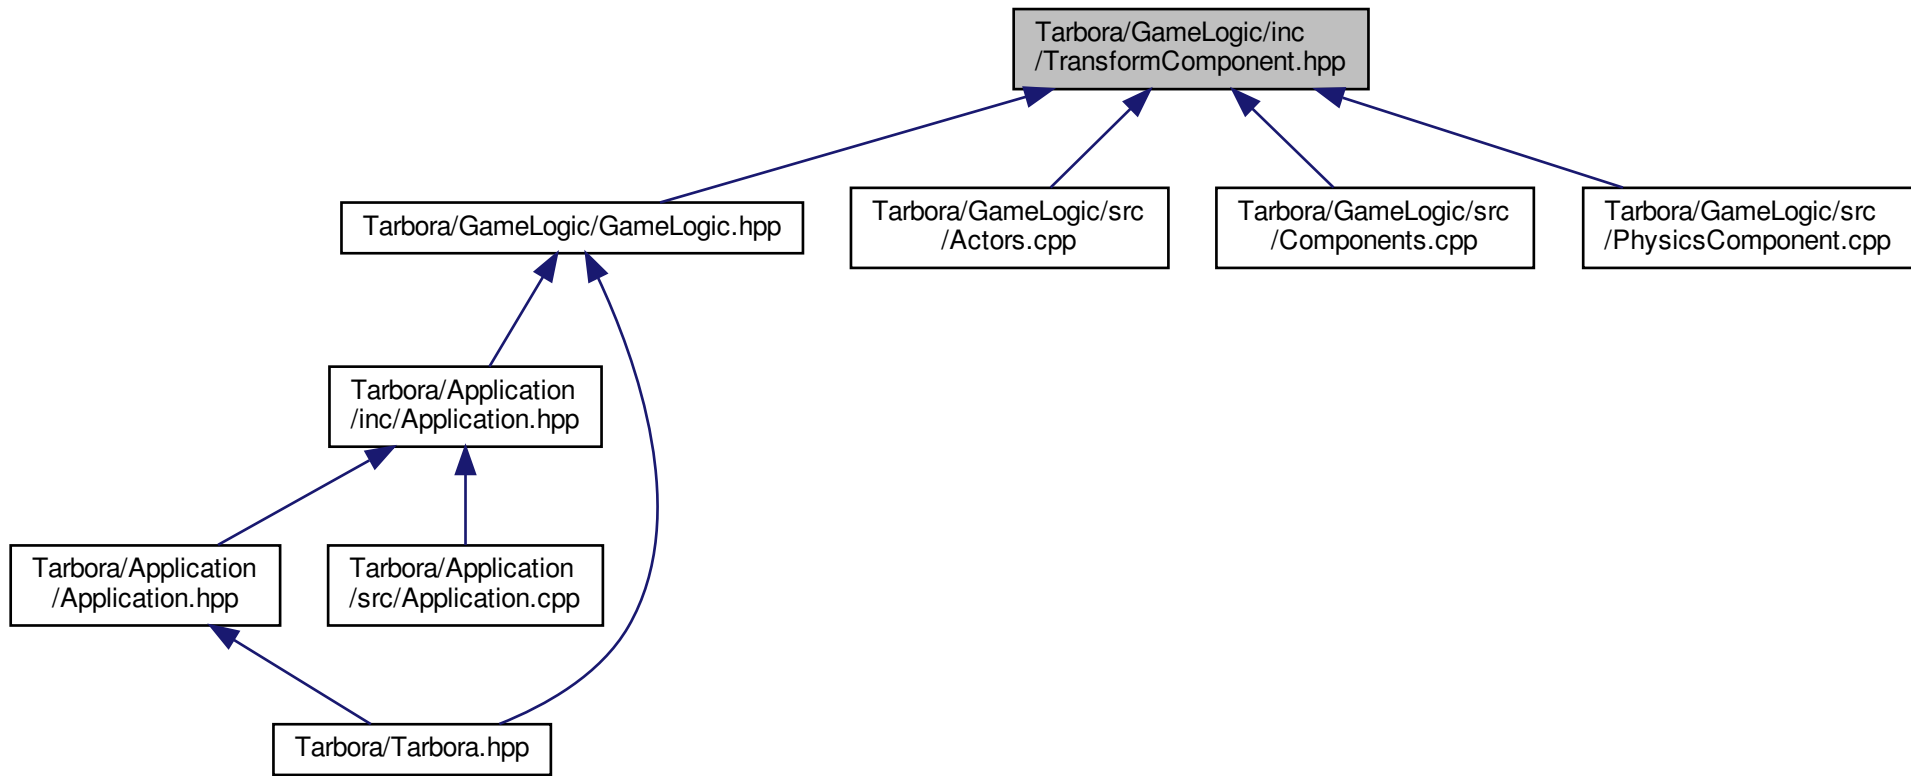 Tarbora/GameLogic/inc
/TransformComponent.hpp
Tarbora/GameLogic/GameLogic.hpp
Tarbora/GameLogic/src
/Actors.cpp
Tarbora/GameLogic/src
/Components.cpp
Tarbora/GameLogic/src
/PhysicsComponent.cpp
Tarbora/Application
/inc/Application.hpp
Tarbora/Application
/Application.hpp
Tarbora/Application
/src/Application.cpp
Tarbora/Tarbora.hpp